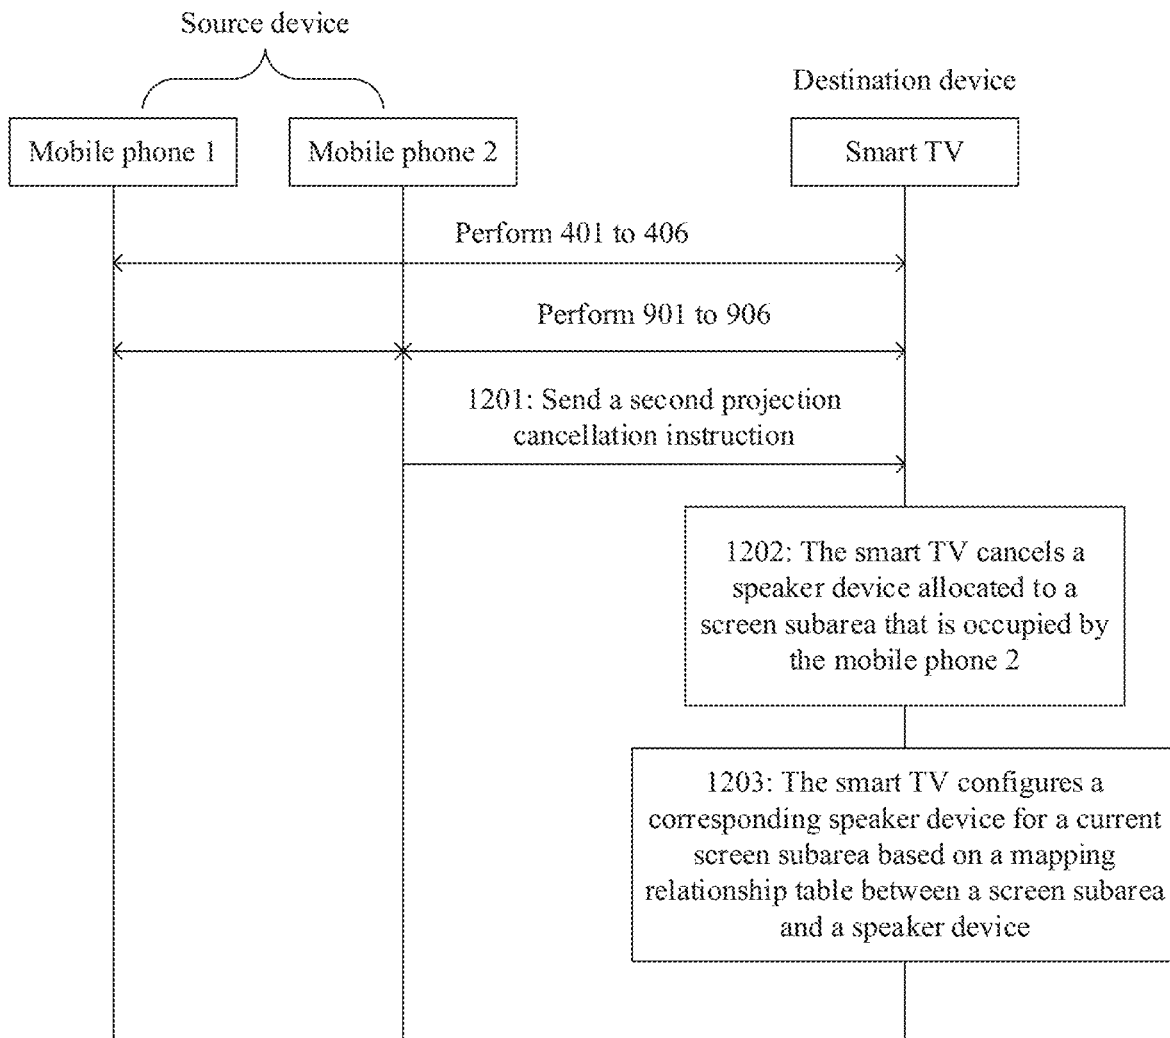 Source device
Destination device
Mobile phone 1
Mobile phone 2
Smart TV
Perform 401 to 406
Perform 901 to 906
1201: Send a second projection
cancellation instruction
1202: The smart TV cancels a
speaker device allocated to a
screen subarea that is occupied by
the mobile phone 2
1203: The smart TV configures a
corresponding speaker device for a current
screen subarea based on a mapping
relationship table between a screen subarea
and a speaker device